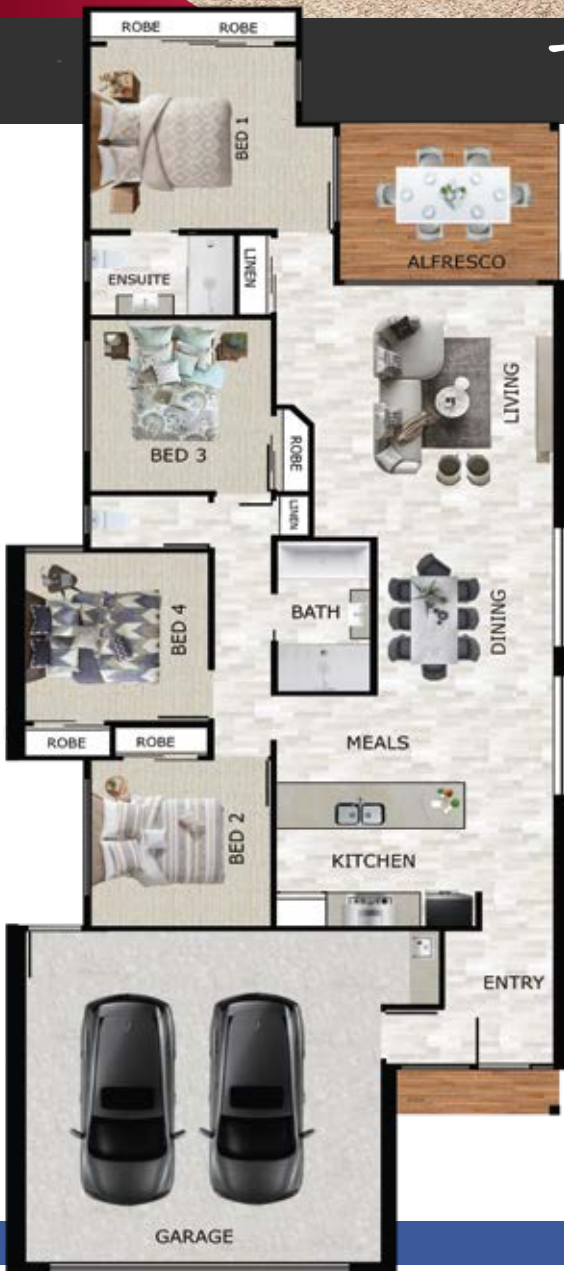 ROBE ROBE
BED 1
ENSUITE
LINEN
ALFRESCO
BED 3
ROBE
LIVING
LINEN
BED 4
BATH
DINING
ROBE
ROBE
MEALS
BED 2
KITCHEN
ENTRY
GARAGE